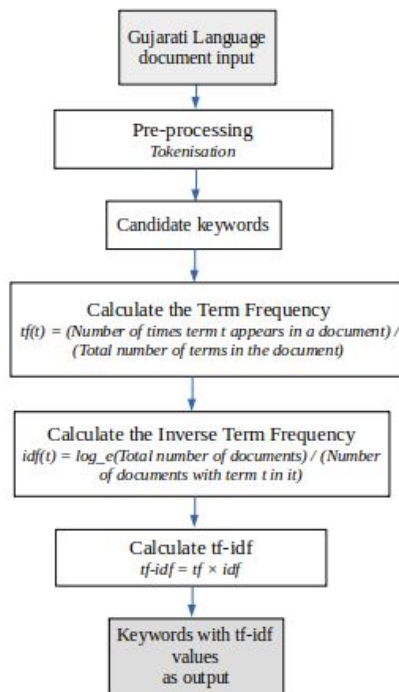 Gujarati Language
document input
Pre-processing
Tokenisation
Candidate keywords
Calculate the Term Frequency
tf(t) = (Number of times term t appears in a document) /
(Total number of terms in the document)
Calculate the Inverse Term Frequency
idf(t) = log_e(Total number of documents) / (Number
of documents with term t in it)
Calculate tf-idf
tf-idf = tf × idf
Keywords with tf-idf
values
as output